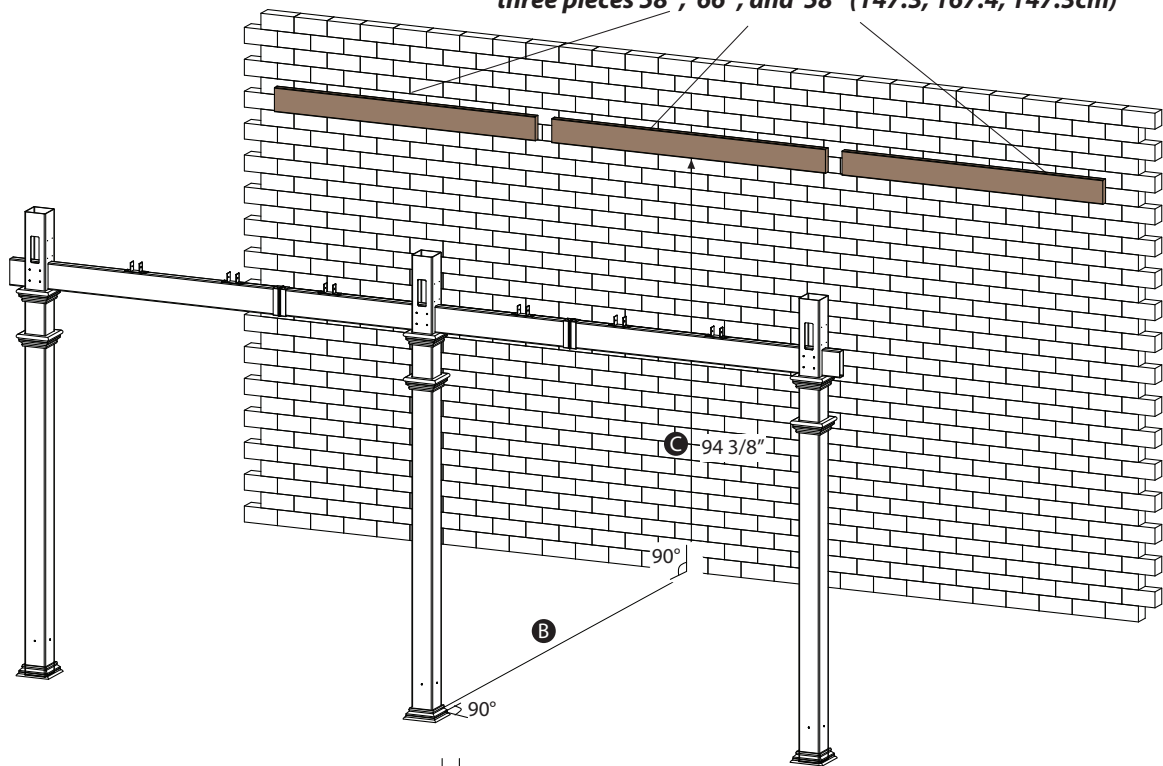 three pieces 58", 66", and 58" (147.3, 167.4, 147.3cm)
C 94 3/8"
90°
B
90°